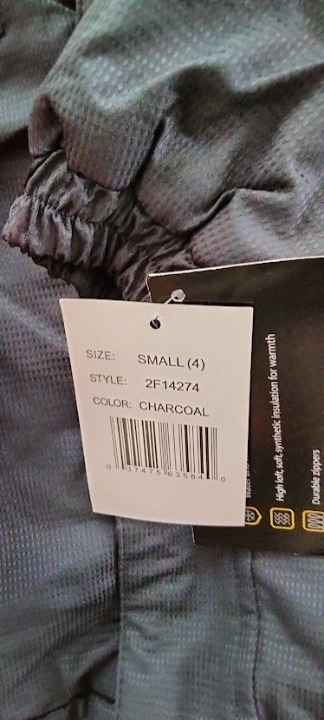 SIZE: SMALL (4)
STYLE: 2F14274
COLOR: CHARCOAL
0 37475 63584 0
High loft, soft, synthetic insulation for warmth
Durable zippers